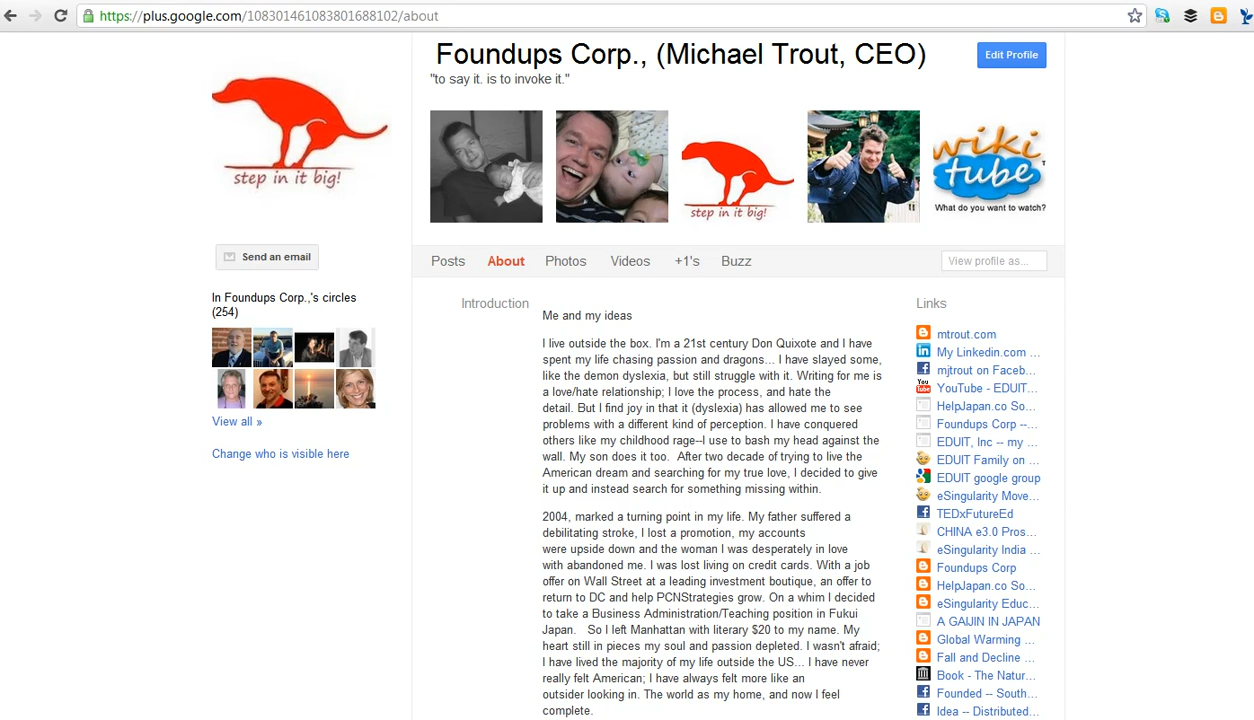 https://plus.google.com/108301461083801688102/about
Foundups Corp., (Michael Trout, CEO)
Edit Profile
"to say it. is to invoke it."
step in it big!
step in it big!
wiki
tube
What do you want to watch?
Send an email
Posts About Photos Videos +1's Buzz
View profile as...
In Foundups Corp.,'s circles
(254)
View all »
Change who is visible here
Introduction
Me and my ideas
I live outside the box. I'm a 21st century Don Quixote and I have
spent my life chasing passion and dragons... I have slayed some,
like the demon dyslexia, but still struggle with it. Writing for me is
a love/hate relationship; I love the process, and hate the
detail. But I find joy in that it (dyslexia) has allowed me to see
problems with a different kind of perception. I have conquered
others like my childhood rage--I use to bash my head against the
wall. My son does it too.  After two decade of trying to live the
American dream and searching for my true love, I decided to give
it up and instead search for something missing within.
2004, marked a turning point in my life. My father suffered a
debilitating stroke, I lost a promotion, my accounts
were upside down and the woman I was desperately in love
with abandoned me. I was lost living on credit cards. With a job
offer on Wall Street at a leading investment boutique, an offer to
return to DC and help PCNStrategies grow. On a whim I decided
to take a Business Administration/Teaching position in Fukui
Japan.   So I left Manhattan with literary $20 to my name. My
heart still in pieces my soul and passion depleted. I wasn't afraid;
I have lived the majority of my life outside the US... I have never
really felt American; I have always felt more like an
outsider looking in. The world as my home, and now I feel
complete.
Links
mtrout.com
My Linkedin.com ...
mjtrout on Faceb...
You Tube
YouTube - EDUIT...
HelpJapan.co So...
Foundups Corp --...
EDUIT, Inc -- my ...
EDUIT Family on ...
EDUIT google group
eSingularity Move...
TEDxFutureEd
CHINA e3.0 Pros...
eSingularity India ...
Foundups Corp
HelpJapan.co So...
eSingularity Educ...
A GAIJIN IN JAPAN
Global Warming ...
Fall and Decline ...
Book - The Natur...
Founded -- South...
Idea -- Distributed...